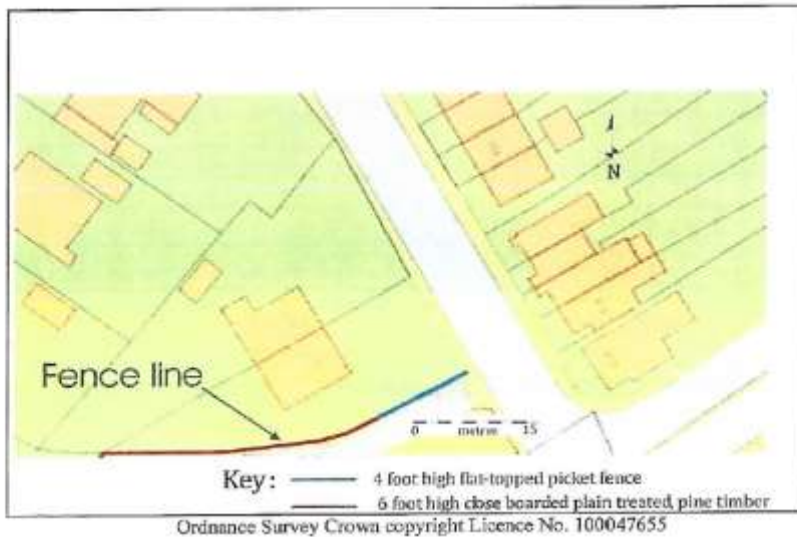 N
Fence line
0 metres 15
Key: 4 foot high flat-topped picket fence
6 foot high close boarded plain treated, pine timber
Ordnance Survey Crown copyright Licence No. 100047655